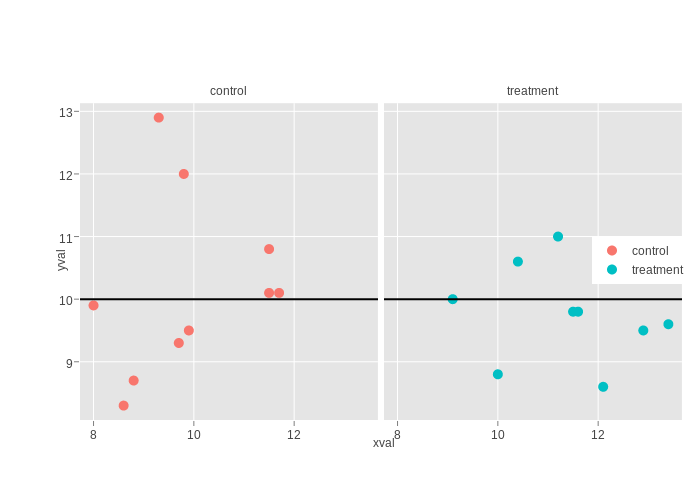 control treatment
13
12
11
10
9
yval
control
treatment
8 10 12 8 10 12
xval